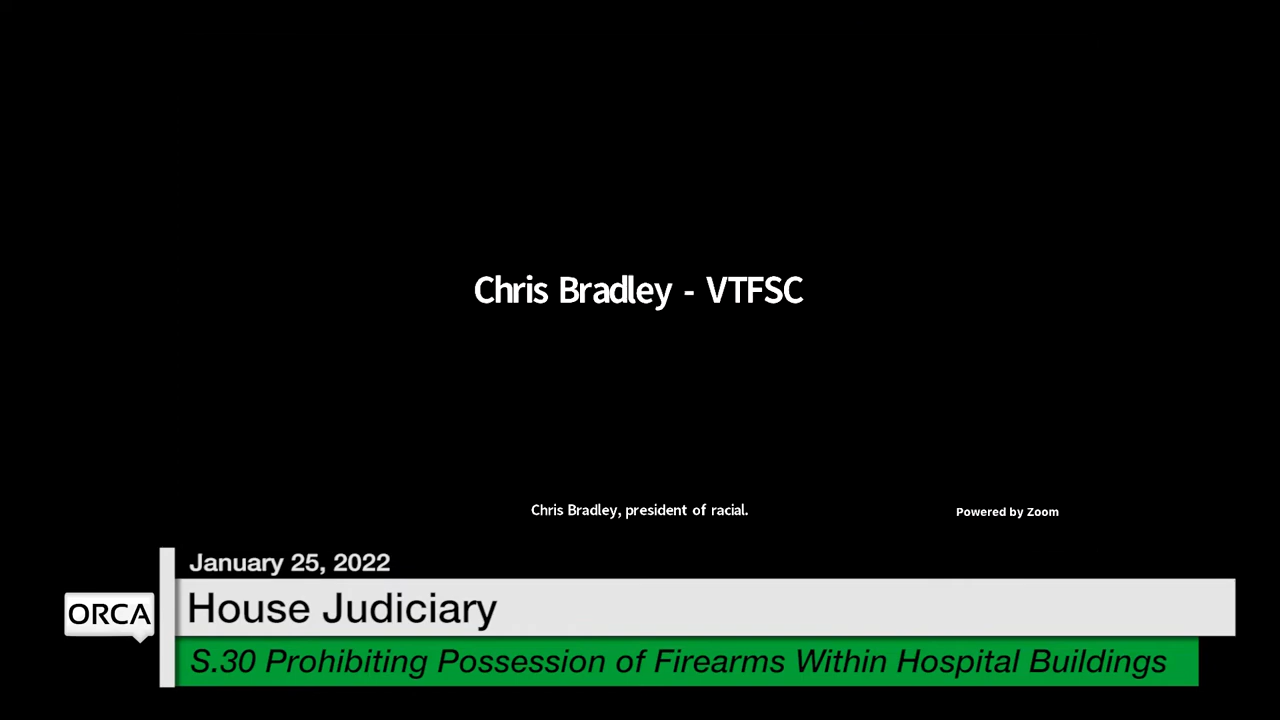 Chris Bradley - VTFSC
Chris Bradley, president of racial.
Powered by Zoom
January 25, 2022
ORCA
House Judiciary
S.30 Prohibiting Possession of Firearms Within Hospital Buildings